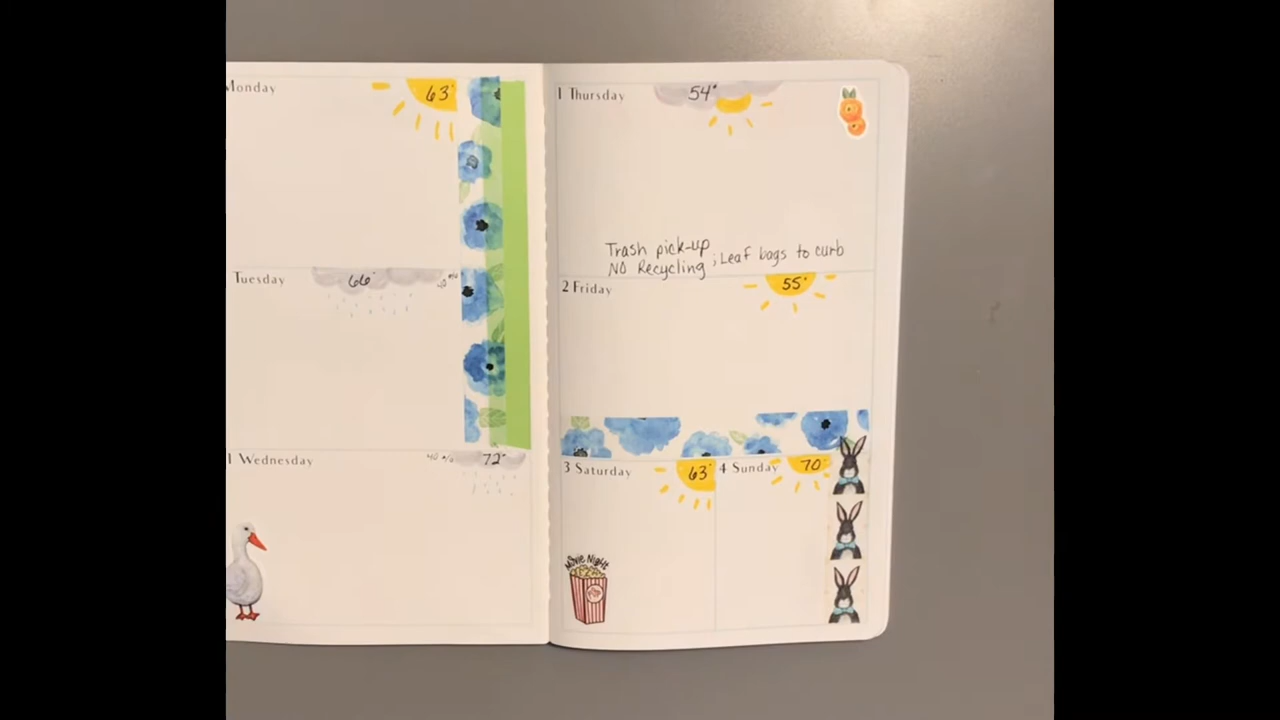 Monday
63°
Tuesday
66°
Wednesday
40 %
72°
1 Thursday
54°
Trash pick-up
NO Recycling ; Leaf bags to curb
2 Friday
55°
3 Saturday
63°
Movie Night
4 Sunday
70°